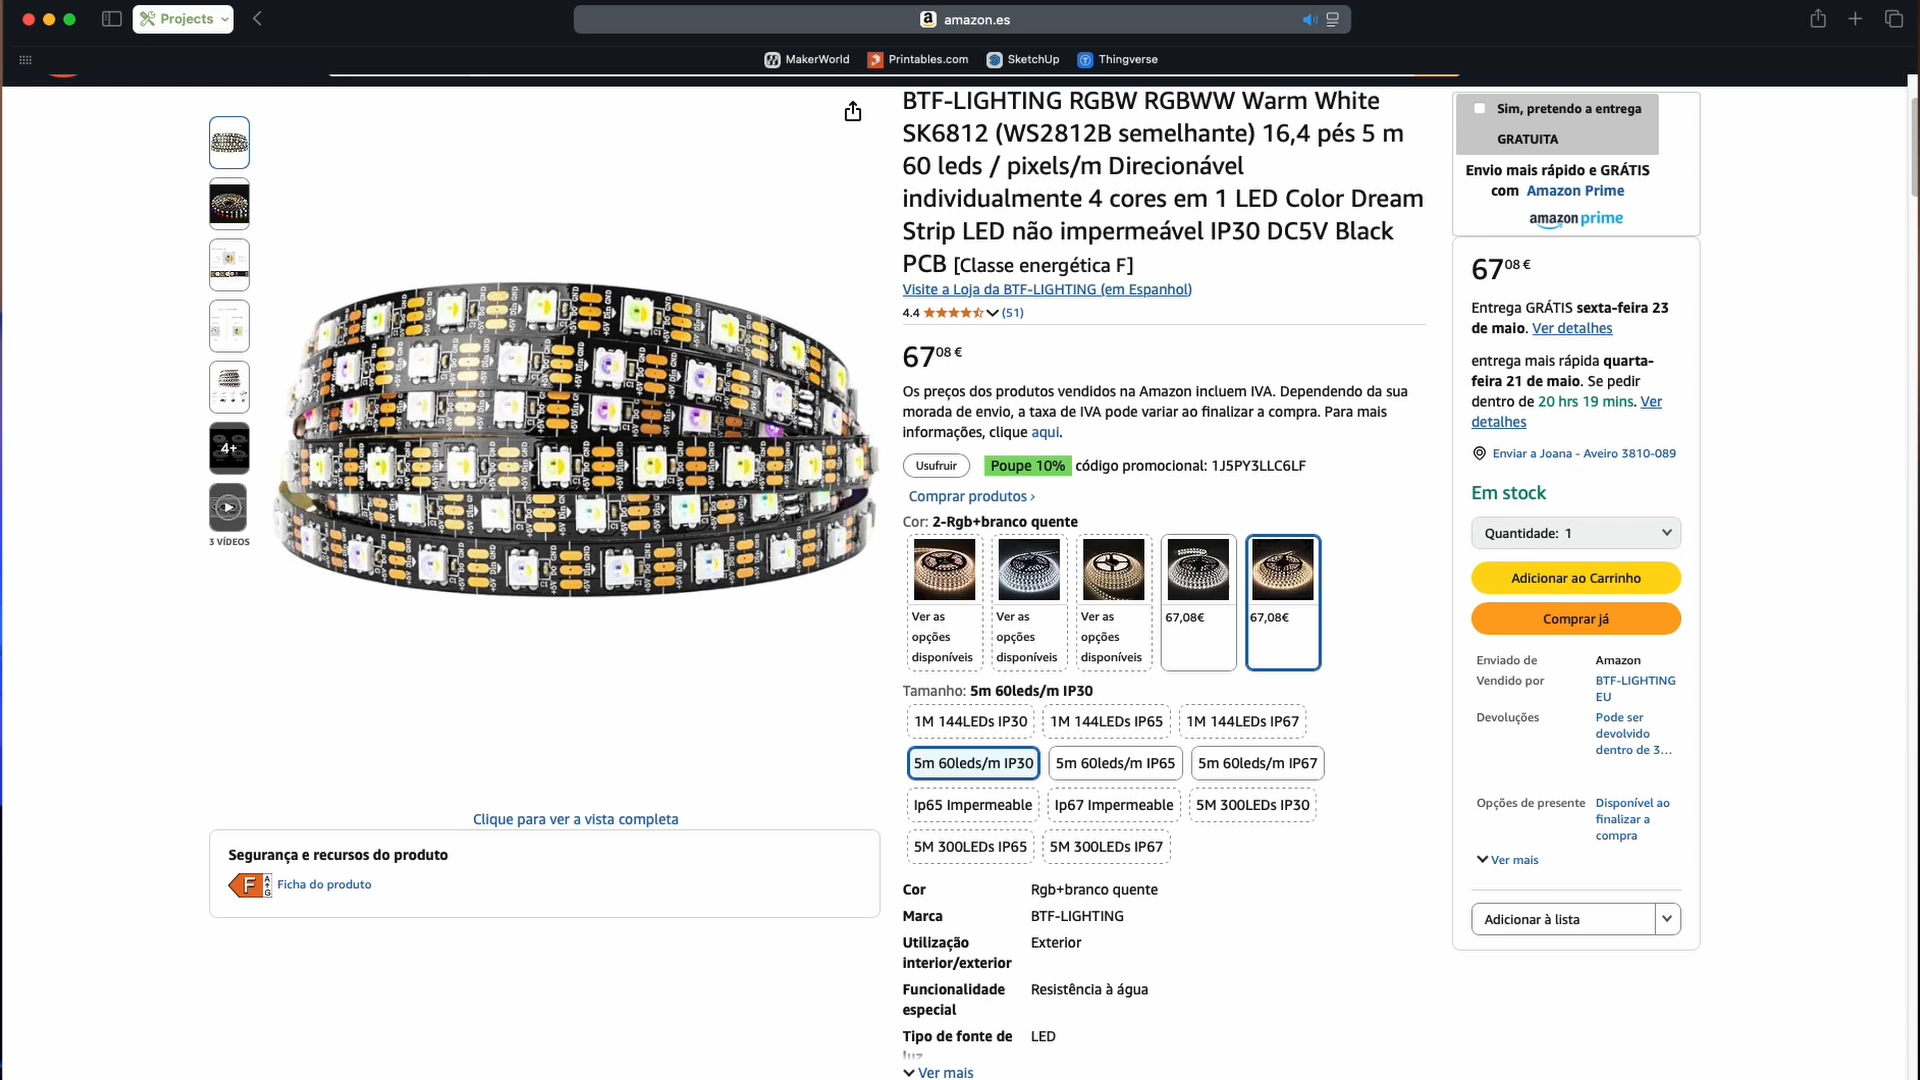 Projects
amazon.es
MakerWorld
Printables.com
SketchUp
Thingverse
4+
3 VÍDEOS
Clique para ver a vista completa
Segurança e recursos do produto
F
A
G
Ficha do produto
BTF-LIGHTING RGBW RGBWW Warm White
SK6812 (WS2812B semelhante) 16,4 pés 5 m
60 leds / pixels/m Direcionável
individualmente 4 cores em 1 LED Color Dream
Strip LED não impermeável IP30 DC5V Black
PCB [Classe energética F]
Visite a Loja da BTF-LIGHTING (em Espanhol)
4.4 (51)
67 08 €
Os preços dos produtos vendidos na Amazon incluem IVA. Dependendo da sua
morada de envio, a taxa de IVA pode variar ao finalizar a compra. Para mais
informações, clique aqui.
Usufruir Poupe 10% código promocional: 1J5PY3LLC6LF
Comprar produtos ›
Cor: 2-Rgb+branco quente
Ver as
opções
disponíveis
Ver as
opções
disponíveis
Ver as
opções
disponíveis
67,08€
67,08€
Tamanho: 5m 60leds/m IP30
1M 144LEDs IP30 1M 144LEDs IP65 1M 144LEDs IP67
5m 60leds/m IP30 5m 60leds/m IP65 5m 60leds/m IP67
Ip65 Impermeable Ip67 Impermeable 5M 300LEDs IP30
5M 300LEDs IP65 5M 300LEDs IP67
Cor Rgb+branco quente
Marca BTF-LIGHTING
Utilização Exterior
interior/exterior
Funcionalidade Resistência à água
especial
Tipo de fonte de LED
luz
Ver mais
Sim, pretendo a entrega
GRATUITA
Envio mais rápido e GRÁTIS
com Amazon Prime
amazon prime
67 08 €
Entrega GRÁTIS sexta-feira 23
de maio. Ver detalhes
entrega mais rápida quarta-
feira 21 de maio. Se pedir
dentro de 20 hrs 19 mins. Ver
detalhes
Enviar a Joana - Aveiro 3810-089
Em stock
Quantidade: 1
Adicionar ao Carrinho
Comprar já
Enviado de Amazon
Vendido por BTF-LIGHTING
EU
Devoluções Pode ser
devolvido
dentro de 3…
Opções de presente Disponível ao
finalizar a
compra
Ver mais
Adicionar à lista